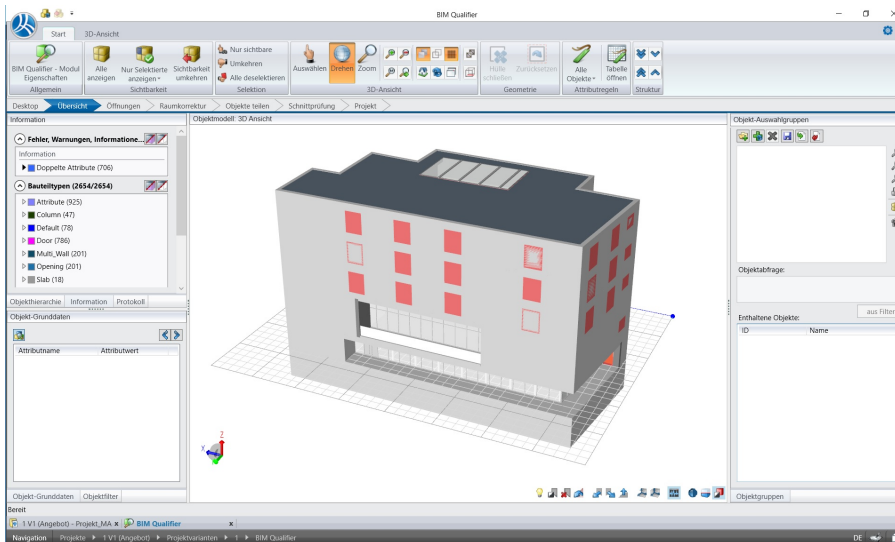 BIM Qualifier
Start 3D-Ansicht
BIM Qualifier - Modul Eigenschaften
Alle anzeigen
Nur Selektierte anzeigen
Sichtbarkeit umkehren
Nur sichtbare
Umkehren
Alle deselektieren
Auswählen
Drehen
Zoom
Hülle schließen
Zurücksetzen
Alle Objekte
Tabelle öffnen
Allgemein Sichtbarkeit Selektion 3D-Ansicht Geometrie Attributregeln Struktur
Desktop Übersicht Öffnungen Raumkorrektur Objekte teilen Schnittprüfung Projekt
Information
Fehler, Warnungen, Informatione...
Information
Doppelte Attribute (706)
Bauteiltypen (2654/2654)
Attribute (925)
Column (47)
Default (78)
Door (786)
Multi_Wall (201)
Opening (201)
Slab (18)
Objekthierarchie Information Protokoll
Objekt-Grunddaten
Attributname Attributwert
Objekt-Grunddaten Objektfilter
Objektmodell: 3D Ansicht
Z
Y
Objekt-Auswahlgruppen
Objektabfrage:
aus Filter
Enthaltene Objekte:
ID Name
Objektgruppen
Bereit
1 V1 (Angebot) - Projekt_MA x BIM Qualifier x
Navigation Projekte 1 V1 (Angebot) Projektvarianten 1 BIM Qualifier DE